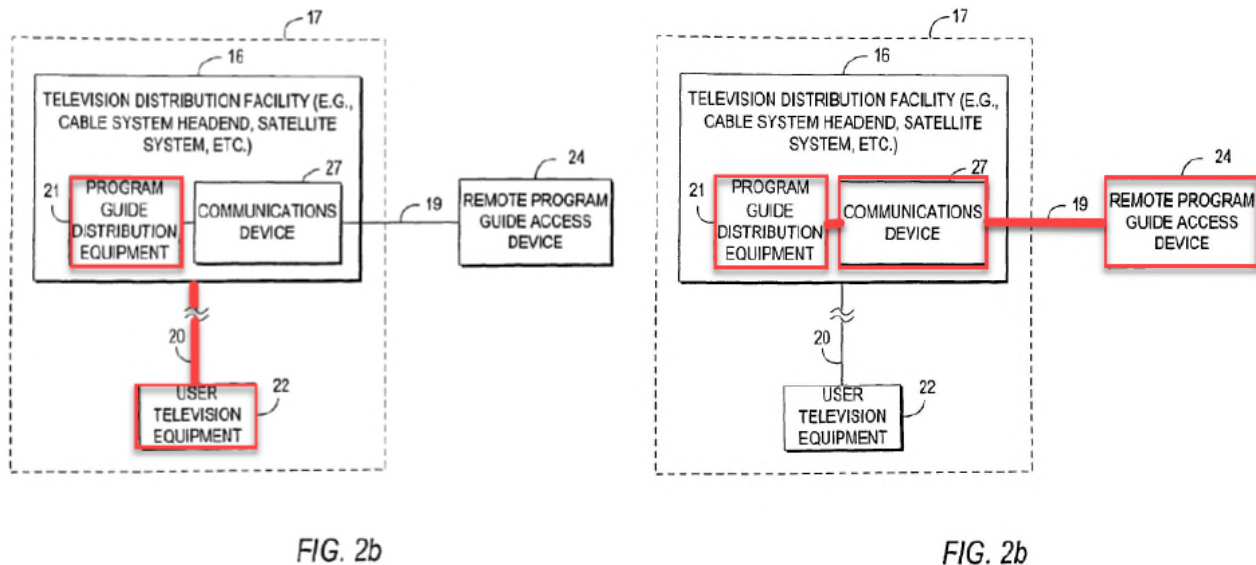 17
16
TELEVISION DISTRIBUTION FACILITY (E.G.,
CABLE SYSTEM HEADEND, SATELLITE
SYSTEM, ETC.)
27
24
21
PROGRAM
GUIDE
DISTRIBUTION
EQUIPMENT
COMMUNICATIONS
DEVICE
19
REMOTE PROGRAM
GUIDE ACCESS
DEVICE
20
22
USER
TELEVISION
EQUIPMENT
FIG. 2b
17
16
TELEVISION DISTRIBUTION FACILITY (E.G.,
CABLE SYSTEM HEADEND, SATELLITE
SYSTEM, ETC.)
27
24
21
PROGRAM
GUIDE
DISTRIBUTION
EQUIPMENT
COMMUNICATIONS
DEVICE
19
REMOTE PROGRAM
GUIDE ACCESS
DEVICE
20
22
USER
TELEVISION
EQUIPMENT
FIG. 2b